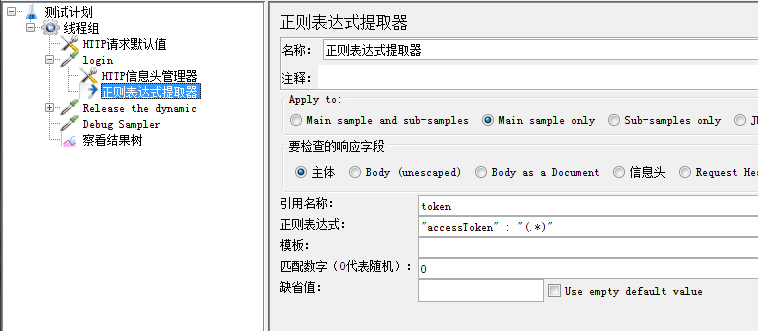 测试计划
线程组
HTTP请求默认值
login
HTTP信息头管理器
正则表达式提取器
Release the dynamic
Debug Sampler
察看结果树
正则表达式提取器
名称: 正则表达式提取器
注释:
Apply to:
Main sample and sub-samples Main sample only Sub-samples only
要检查的响应字段
主体 Body (unescaped) Body as a Document 信息头 Request He
引用名称: token
正则表达式: "accessToken" : "(.*)"
模板:
匹配数字（0代表随机）: 0
缺省值: Use empty default value